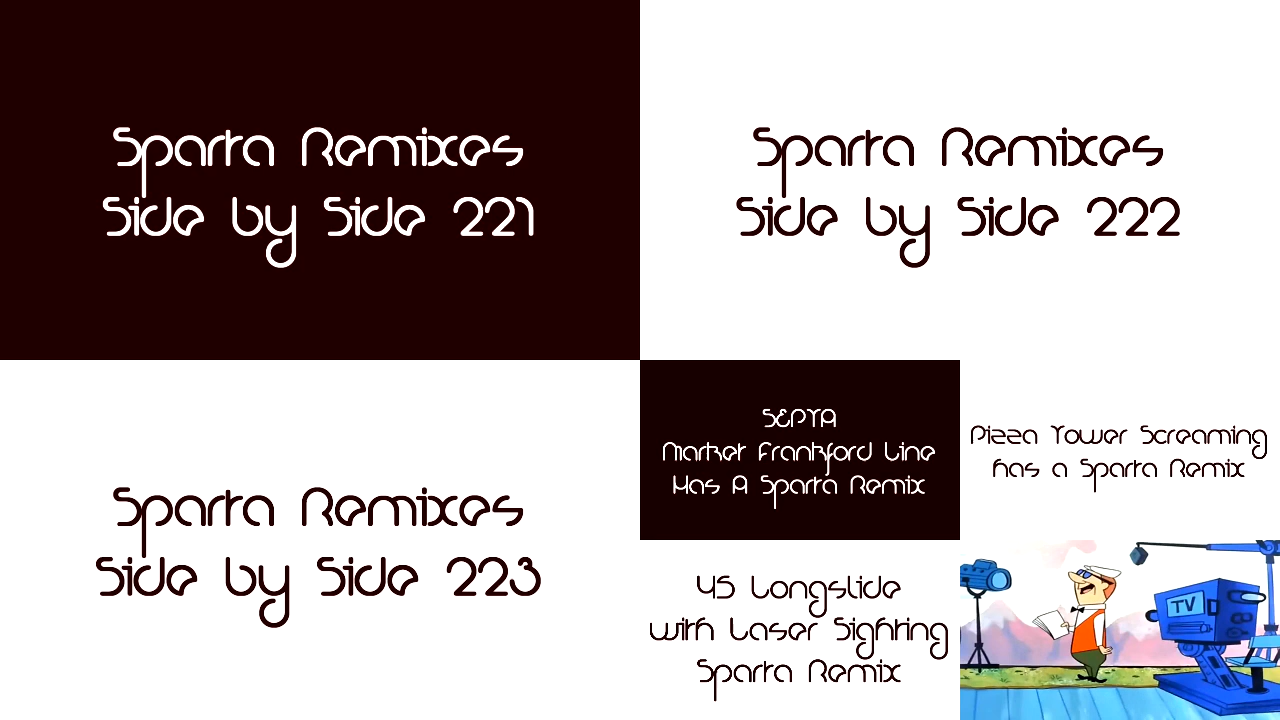 Sparta Remixes
Side by Side 221
Sparta Remixes
Side by Side 222
Sparta Remixes
Side by Side 223
SEPTA
Market Frankford Line
Has A Sparta Remix
Pizza Tower Screaming
has a Sparta Remix
45 Longslide
with Laser Sighting
Sparta Remix
TV